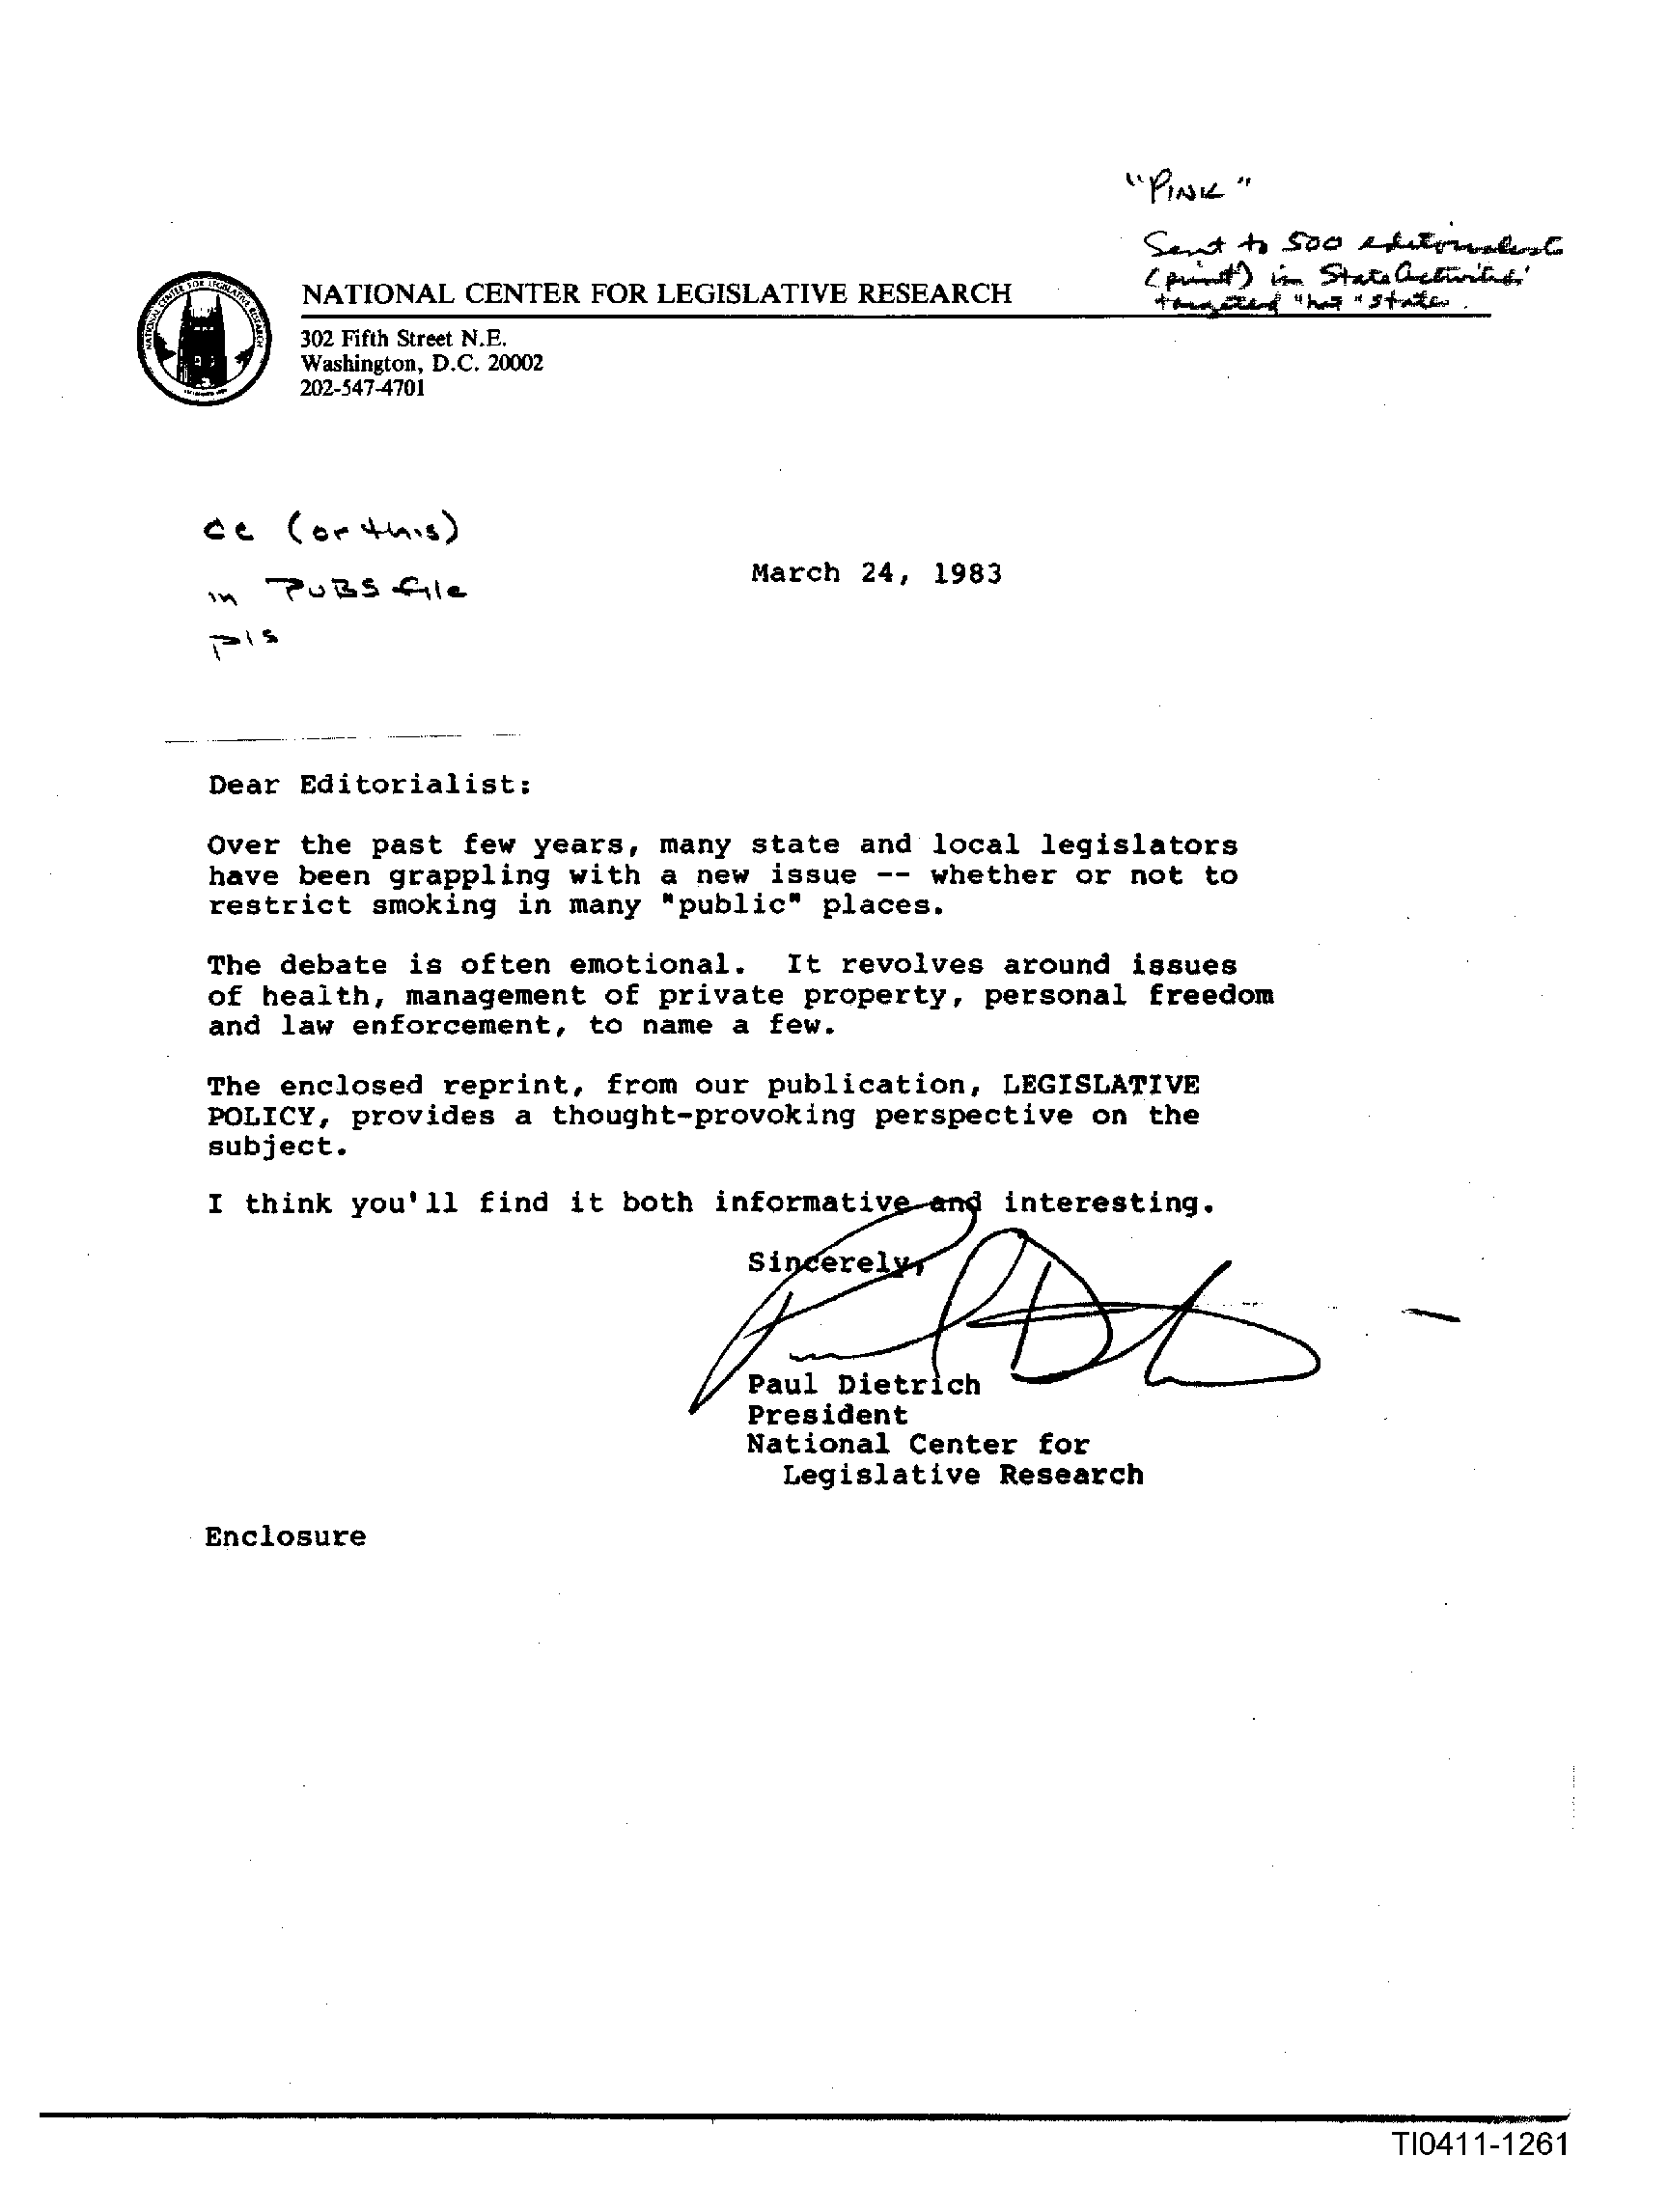 "PINK"
Sent to 500 editorialists
(print) in State Activities'
targeted "hot" states.
NATIONAL CENTER FOR LEGISLATIVE RESEARCH
NATIONAL CENTER FOR LEGISLATIVE RESEARCH
302 Fifth Street N.E.
Washington, D.C. 20002
202-547-4701
cc (or this)
in PUBS file
pls
March 24, 1983
Dear Editorialist:
Over the past few years, many state and local legislators
have been grappling with a new issue -- whether or not to
restrict smoking in many "public" places.
The debate is often emotional. It revolves around issues
of health, management of private property, personal freedom
and law enforcement, to name a few.
The enclosed reprint, from our publication, LEGISLATIVE
POLICY, provides a thought-provoking perspective on the
subject.
I think you'll find it both informative and interesting.
Sincerely,
Paul Dietrich
President
National Center for
Legislative Research
Enclosure
TI0411-1261